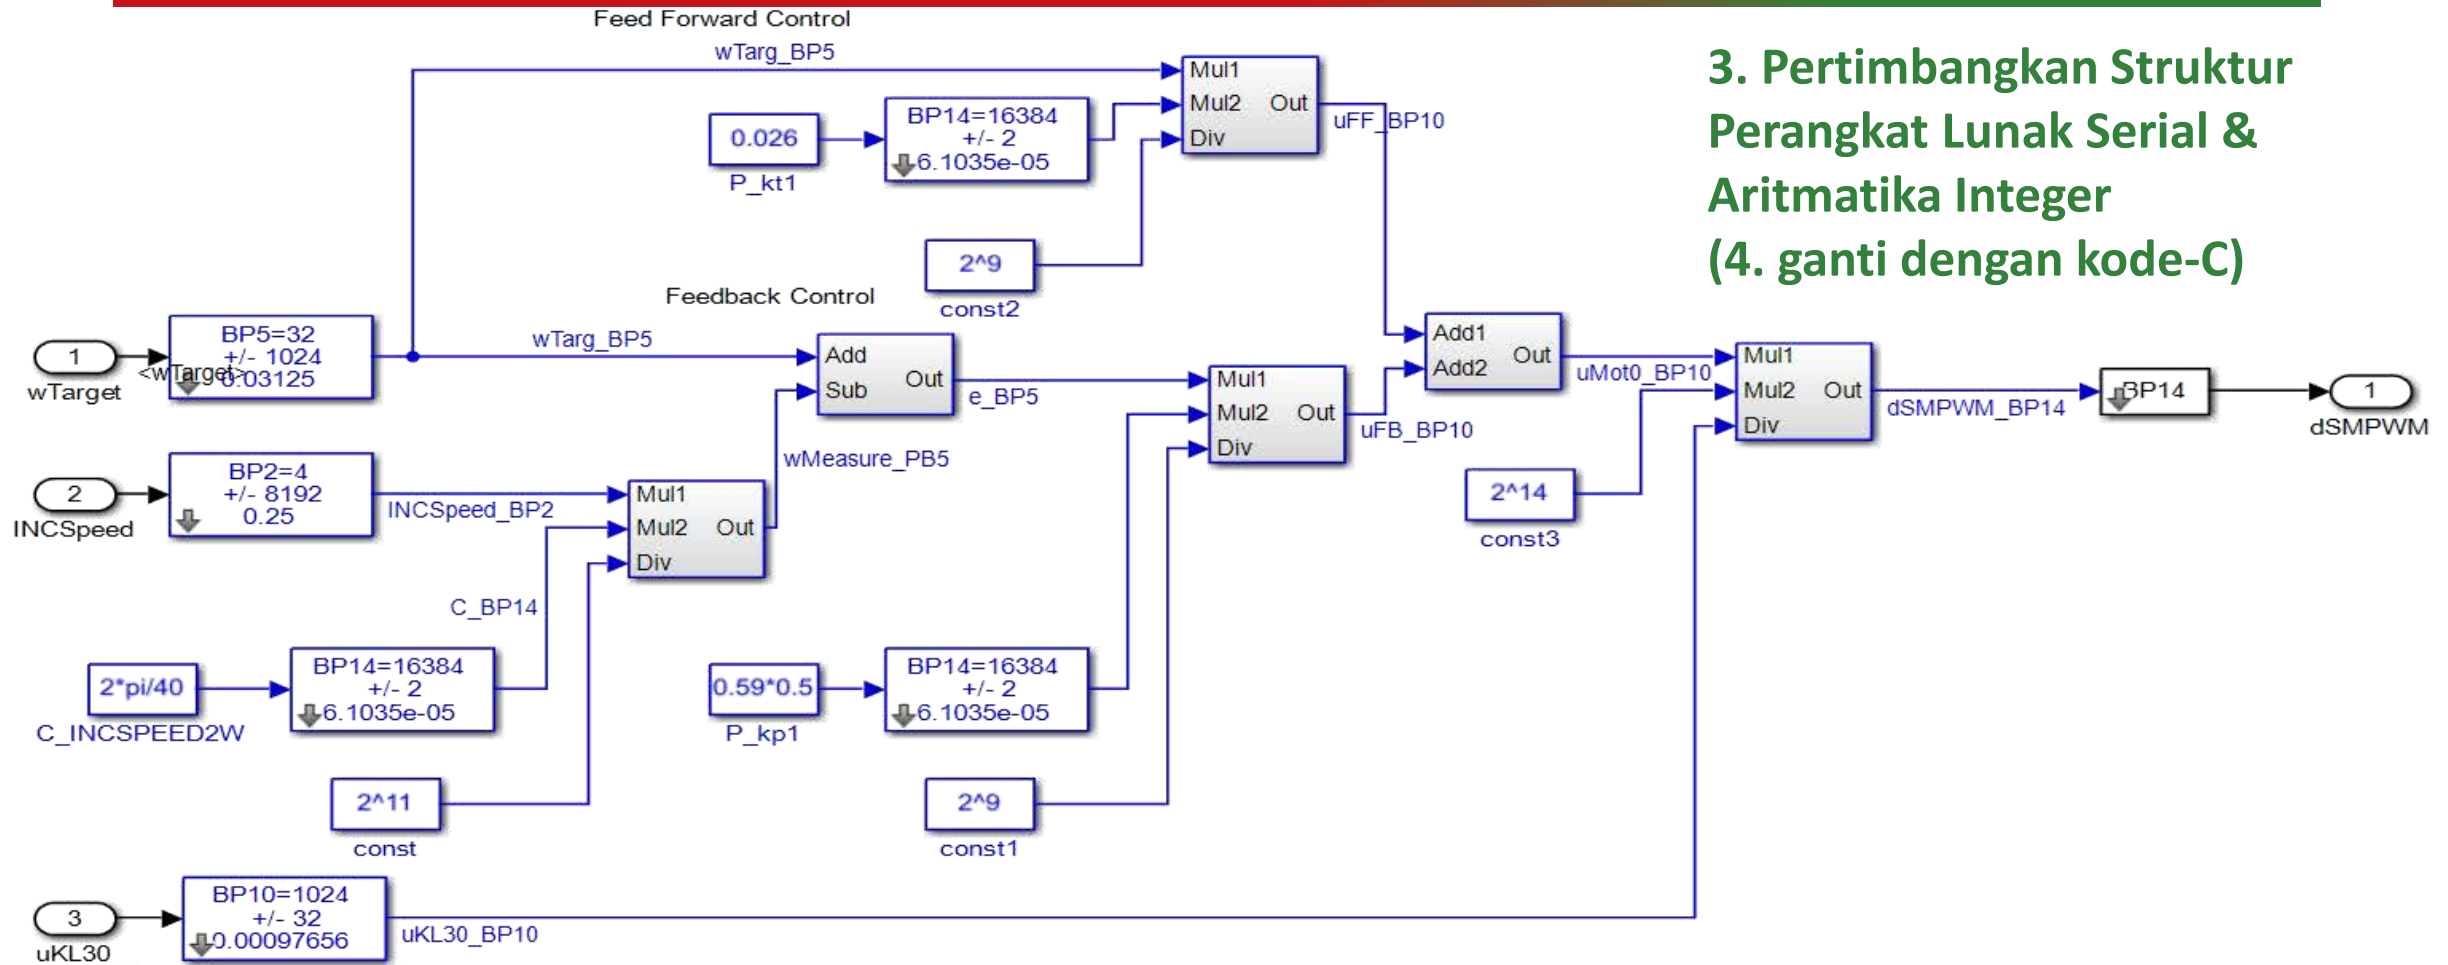 Feed Forward Control
3. Pertimbangkan Struktur
Perangkat Lunak Serial &
Aritmatika Integer
(4. ganti dengan kode-C)
wTarg_BP5
Mul1
Mul2 Out
Div
uFF_BP10
0.026
P_kt1
BP14=16384
+/- 2
6.1035e-05
2^9
const2
Feedback Control
1
wTarget
BP5=32
+/- 1024
0.03125
<wTarget>
wTarg_BP5
Add
Sub
Out
e_BP5
2
INCSpeed
BP2=4
+/- 8192
0.25
INCSpeed_BP2
wMeasure_PB5
Mul1
Mul2 Out
Div
C_BP14
2*pi/40
C_INCSPEED2W
BP14=16384
+/- 2
6.1035e-05
2^11
const
Mul1
Mul2 Out
Div
uFB_BP10
0.59*0.5
P_kp1
BP14=16384
+/- 2
6.1035e-05
2^9
const1
Add1
Add2
Out
uMot0_BP10
2^14
const3
Mul1
Mul2 Out
Div
dSMPWM_BP14
BP14
1
dSMPWM
3
uKL30
BP10=1024
+/- 32
0.00097656
uKL30_BP10